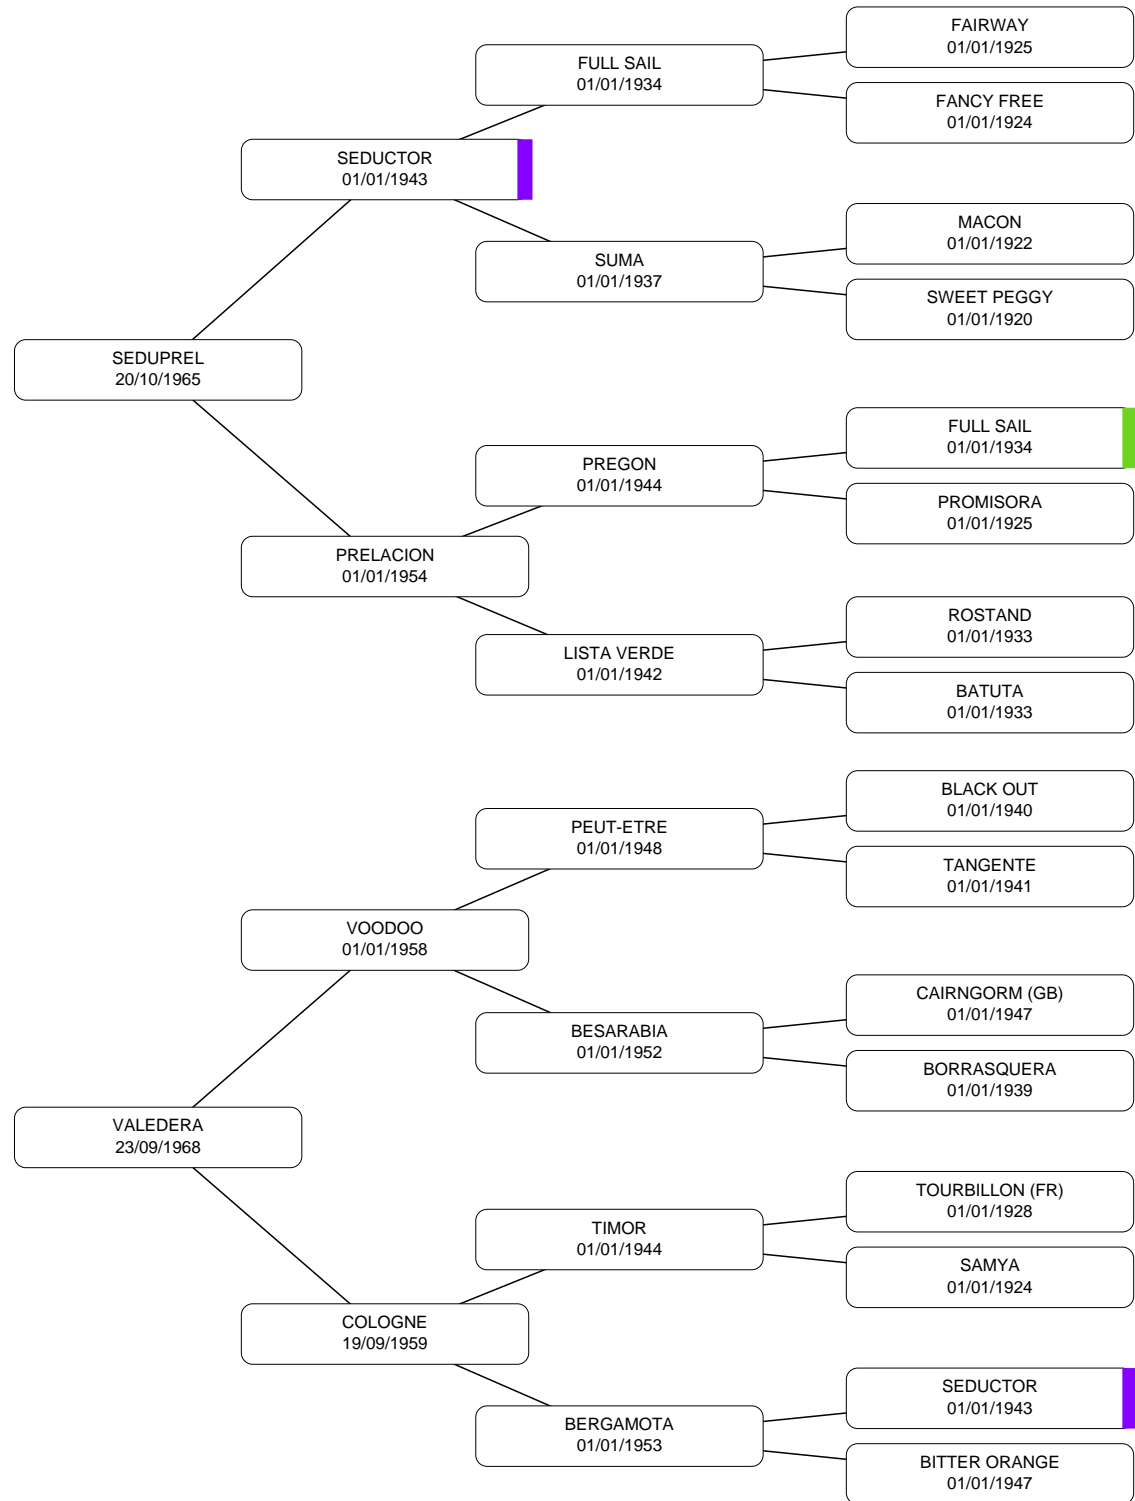 FAIRWAY
01/01/1925
FULL SAIL
01/01/1934
FANCY FREE
01/01/1924
SEDUCTOR
01/01/1943
MACON
01/01/1922
SUMA
01/01/1937
SWEET PEGGY
01/01/1920
SEDUPREL
20/10/1965
FULL SAIL
01/01/1934
PREGON
01/01/1944
PROMISORA
01/01/1925
PRELACION
01/01/1954
ROSTAND
01/01/1933
LISTA VERDE
01/01/1942
BATUTA
01/01/1933
BLACK OUT
01/01/1940
PEUT-ETRE
01/01/1948
TANGENTE
01/01/1941
VOODOO
01/01/1958
CAIRNGORM (GB)
01/01/1947
BESARABIA
01/01/1952
BORRASQUERA
01/01/1939
VALEDERA
23/09/1968
TOURBILLON (FR)
01/01/1928
TIMOR
01/01/1944
SAMYA
01/01/1924
COLOGNE
19/09/1959
SEDUCTOR
01/01/1943
BERGAMOTA
01/01/1953
BITTER ORANGE
01/01/1947